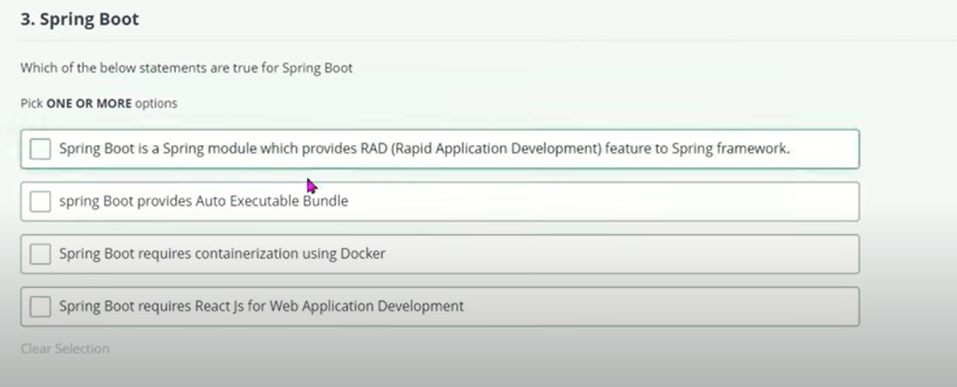 3. Spring Boot
Which of the below statements are true for Spring Boot
Pick ONE OR MORE options
Spring Boot is a Spring module which provides RAD (Rapid Application Development) feature to Spring framework.
spring Boot provides Auto Executable Bundle
Spring Boot requires containerization using Docker
Spring Boot requires React Js for Web Application Development
Clear Selection